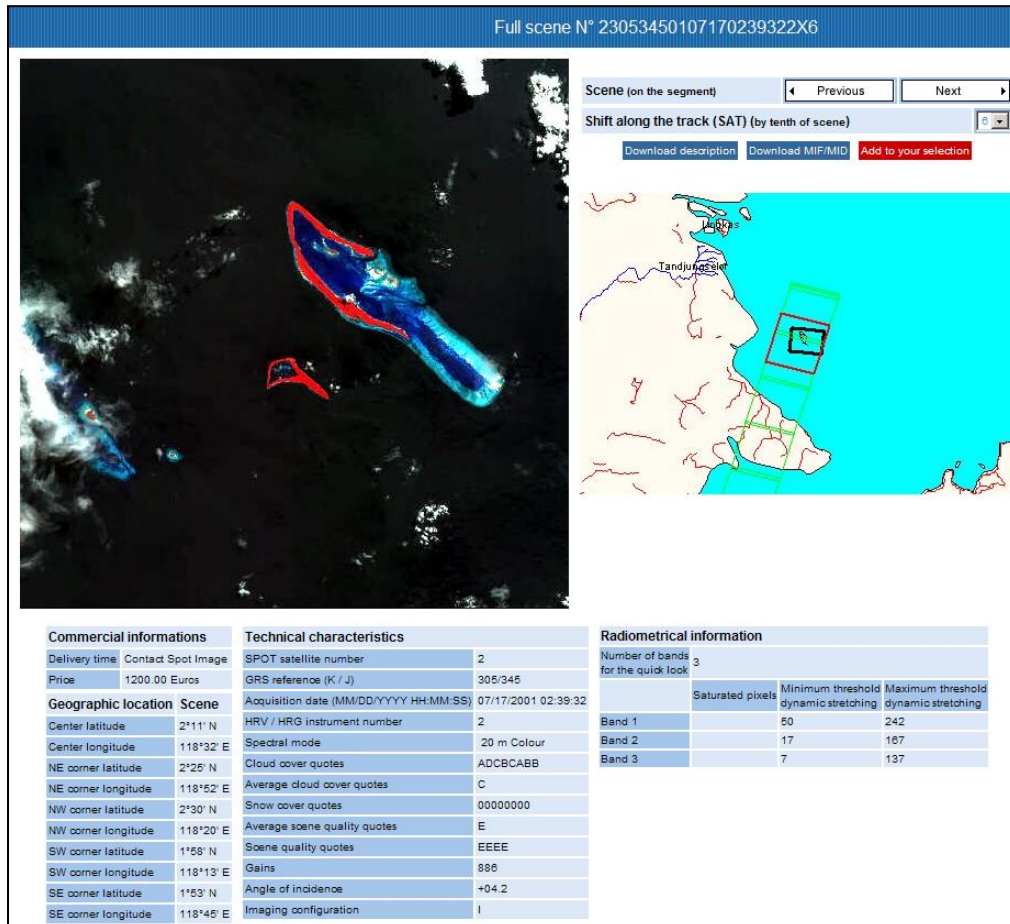 Full scene N° 23053450107170239322X6
Scene (on the segment)
Previous
Next
Shift along the track (SAT) (by tenth of scene)
6
Download description
Download MIF/MID
Add to your selection
Commercial informations
Delivery time Contact Spot Image
Price 1200.00 Euros
Geographic location Scene
Center latitude 2°11' N
Center longitude 118°32' E
NE corner latitude 2°25' N
NE corner longitude 118°52' E
NW corner latitude 2°30' N
NW corner longitude 118°20' E
SW corner latitude 1°58' N
SW corner longitude 118°13' E
SE corner latitude 1°53' N
SE corner longitude 118°45' E
Technical characteristics
SPOT satellite number 2
GRS reference (K / J) 305/345
Acquisition date (MM/DD/YYYY HH:MM:SS) 07/17/2001 02:39:32
HRV / HRG instrument number 2
Spectral mode 20 m Colour
Cloud cover quotes ADCBCABB
Average cloud cover quotes C
Snow cover quotes 00000000
Average scene quality quotes E
Scene quality quotes EEEE
Gains 886
Angle of incidence +04.2
Imaging configuration I
Radiometrical information
Number of bands
for the quick look 3
Saturated pixels Minimum threshold dynamic stretching Maximum threshold dynamic stretching
Band 1 50 242
Band 2 17 167
Band 3 7 137